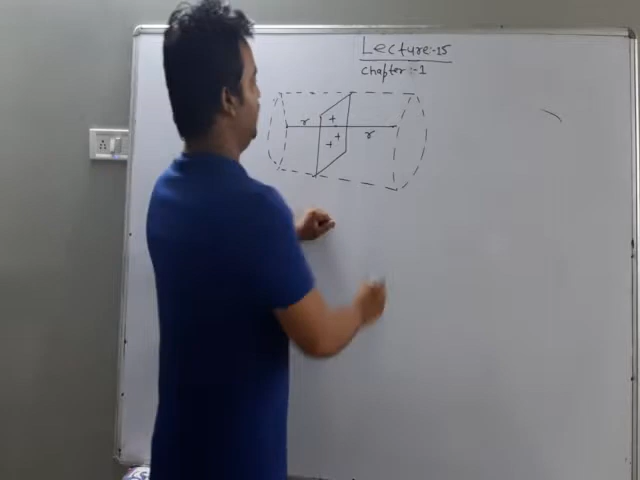 Lecture:-15
Chapter:-1
+
r
+
r
+